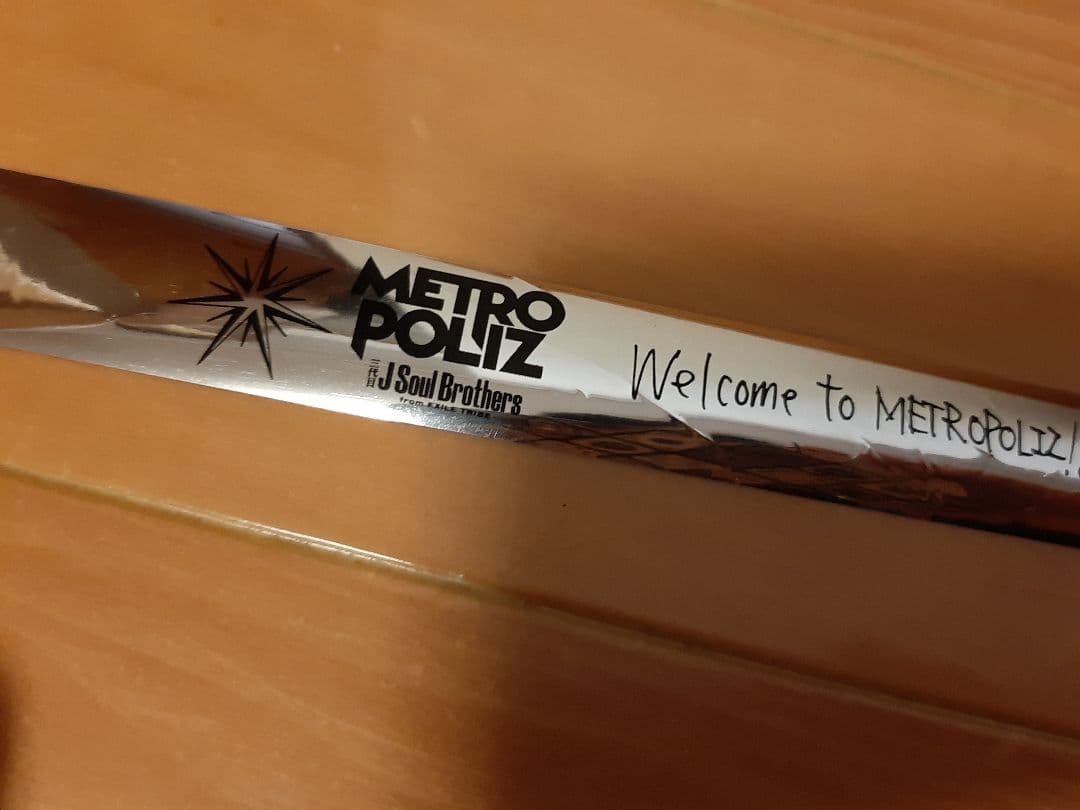 METRO
POLIZ
三代目 J Soul Brothers
from EXILE TRIBE
Welcome to METROPOLIZ!!